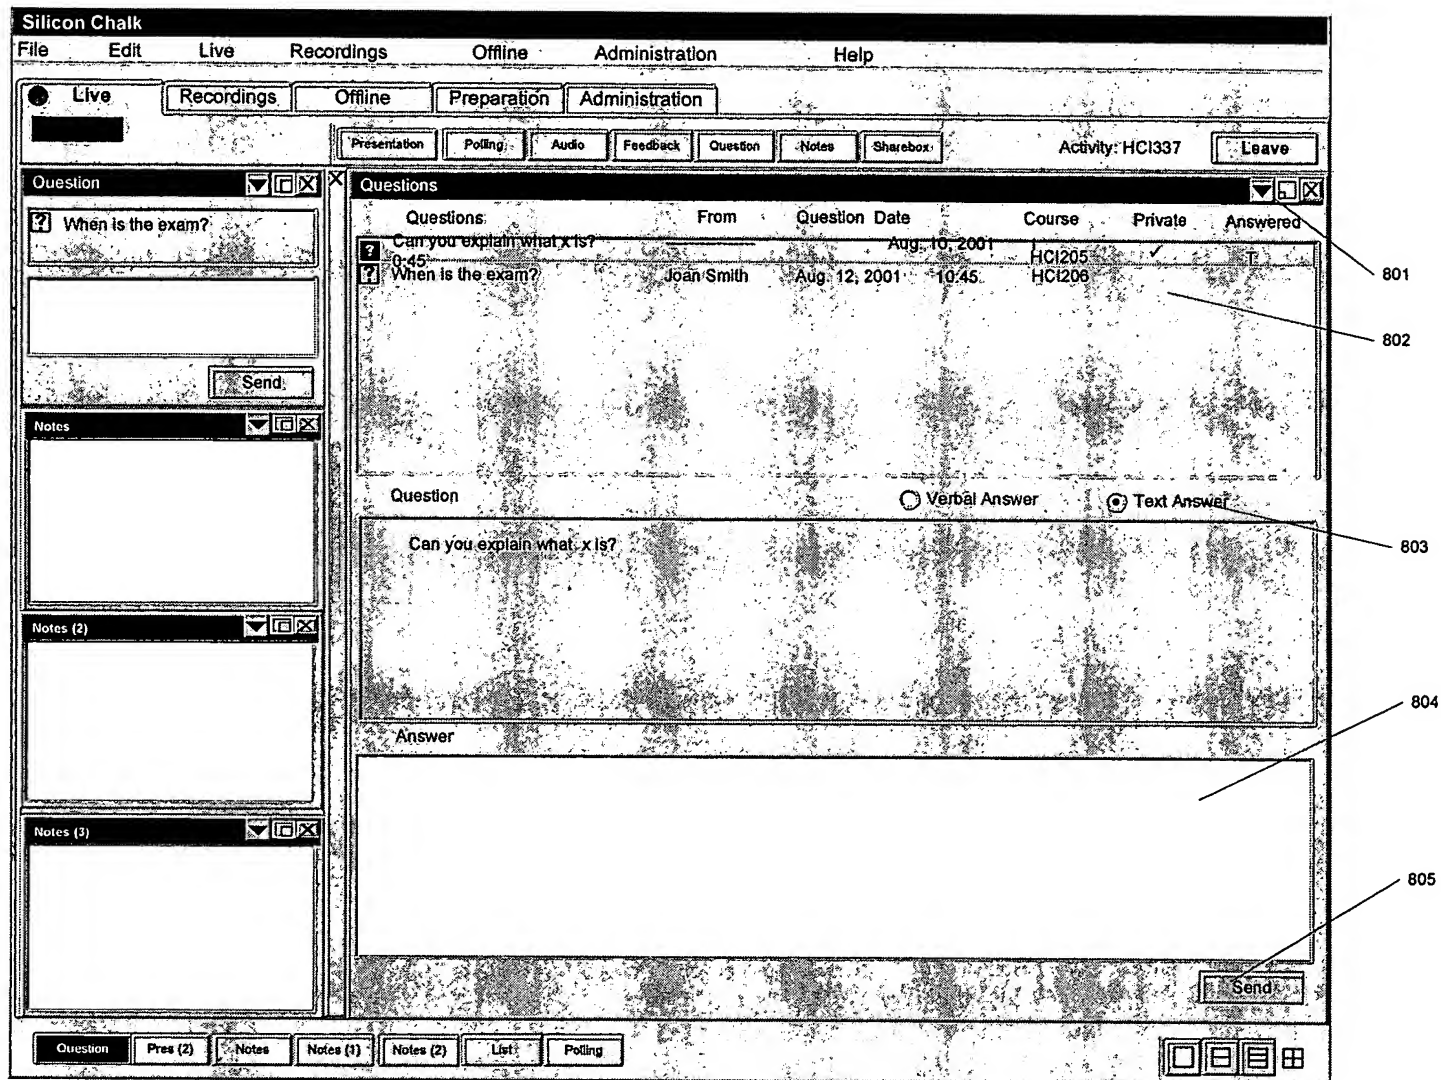 Silicon Chalk
File Edit Live Recordings Offline Administration Help
Live Recordings Offline Preparation Administration
Presentation Polling Audio Feedback Question Notes Sharebox Activity: HCI337 Leave
Question
? When is the exam?
Send
Notes
Notes (2)
Notes (3)
Questions
Questions From Question Date Course Private Answered
? Can you explain what x is? Aug. 10, 2001 1 ✓ T
0:45 HCI205
? When is the exam? Joan Smith Aug. 12, 2001 10:45 HCI206
Question Verbal Answer Text Answer
Can you explain what x is?
Answer
Send
801
802
803
804
805
Question Pres (2) Notes Notes (1) Notes (2) List Polling